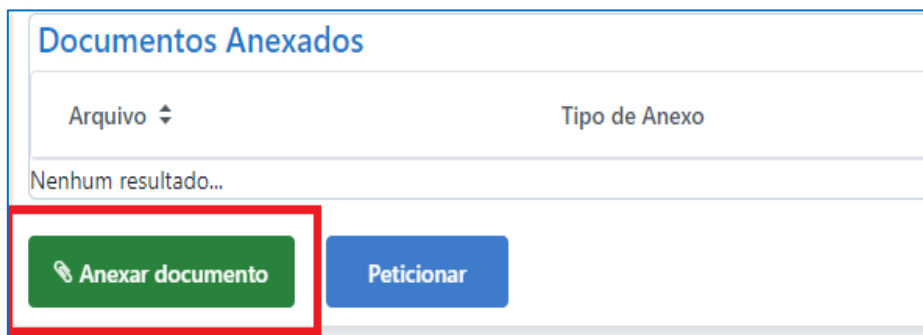 Documentos Anexados
Arquivo Tipo de Anexo
Nenhum resultado...
Anexar documento Peticionar